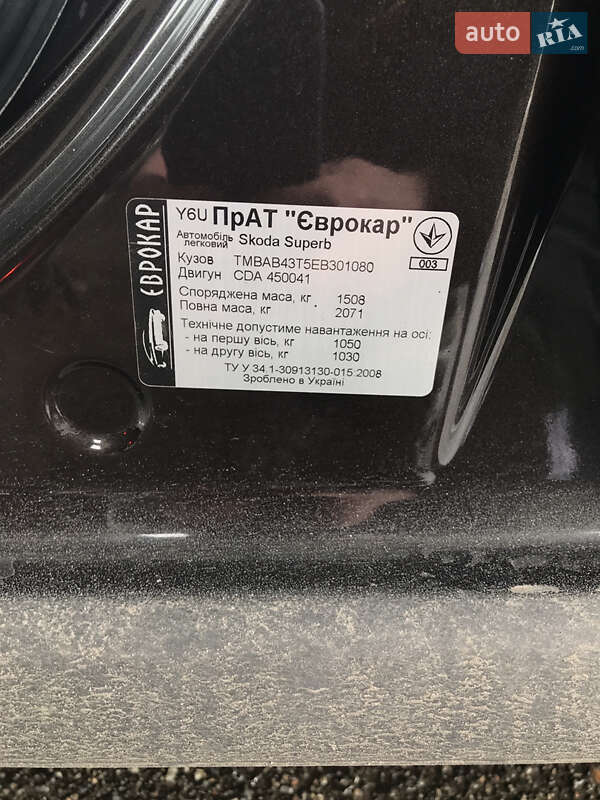 auto RIA .com
ЄВРОКАР
Y6U ПрАТ "Єврокар"
Автомобіль легковий Skoda Superb
003
Кузов TMBAB43T5EB301080
Двигун CDA 450041
Споряджена маса, кг 1508
Повна маса, кг 2071
Технічне допустиме навантаження на осі:
- на першу вісь, кг 1050
- на другу вісь, кг 1030
ТУ У 34.1-30913130-015:2008
Зроблено в Україні